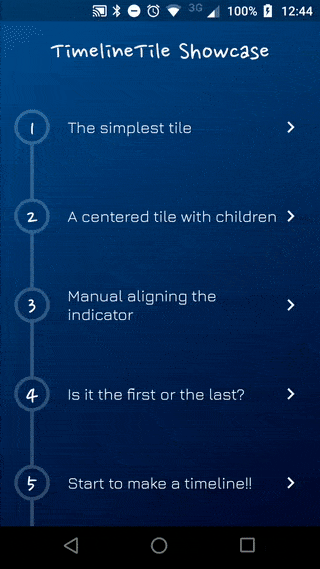 3G 100% 12:44
TimelineTile Showcase
1 The simplest tile
2 A centered tile with children
3 Manual aligning the
indicator
4 Is it the first or the last?
5 Start to make a timeline!!